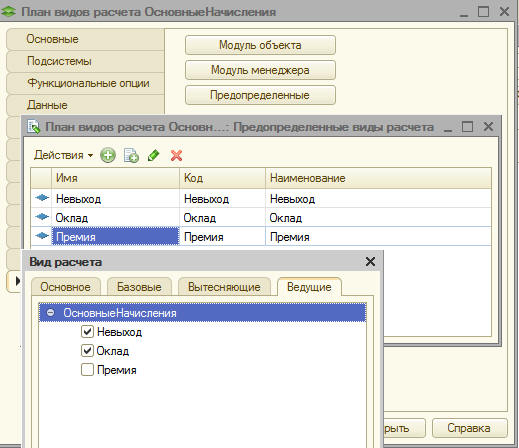 План видов расчета ОсновныеНачисления
Основные
Подсистемы
Функциональные опции
Данные
Модуль объекта
Модуль менеджера
Предопределенные
План видов расчета Основн...: Предопределенные виды расчета
Действия
Имя Код Наименование
Невыход Невыход Невыход
Оклад Оклад Оклад
Премия Премия Премия
Вид расчета
Основное Базовые Вытесняющие Ведущие
ОсновныеНачисления
Невыход
Оклад
Премия
рыть Справка